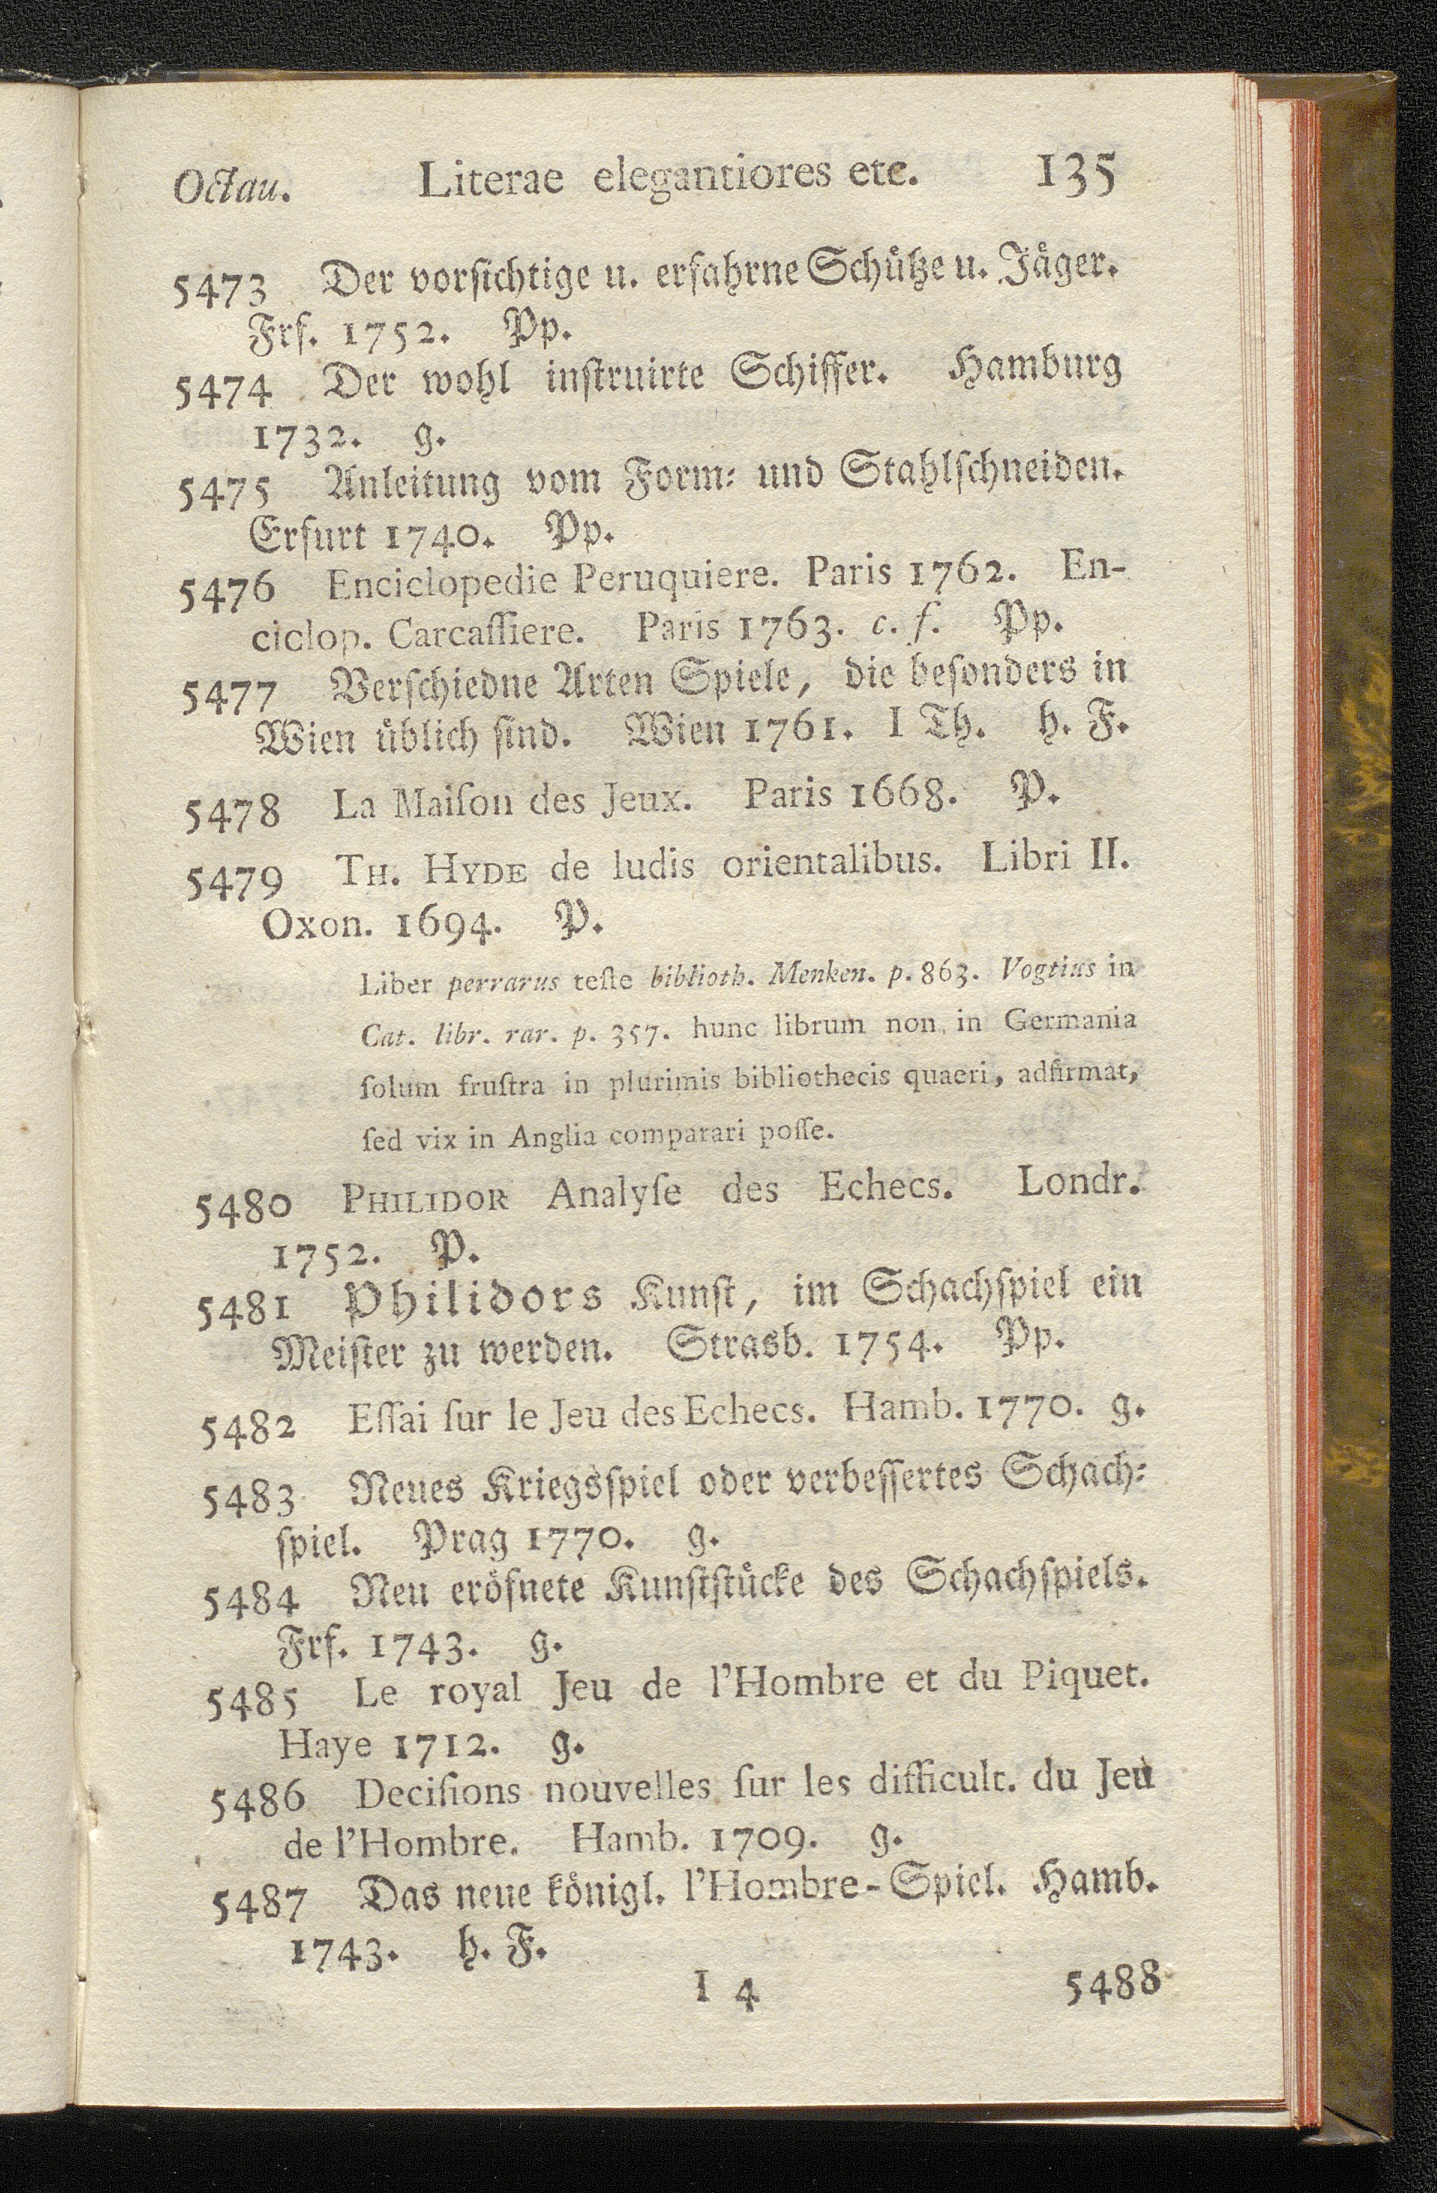 Octau. Literae elegantiores etc. 135
5473 Der vorſichtige u. erfahrne Schütze u. Jäger.
Frf. 1752. Pp.
5474 Der wohl inſtruirte Schiffer. Hamburg
1732. g.
5475 Anleitung vom Form- und Stahlſchneiden.
Erfurt 1740. Pp.
5476 Enciclopedie Peruquiere. Paris 1762. En-
ciclop. Carcaſſiere. Paris 1763. c. f. Pp.
5477 Verſchiedne Arten Spiele, die beſonders in
Wien üblich ſind. Wien 1761. I Th. h. F.
5478 La Maiſon des Jeux. Paris 1668. P.
5479 TH. HYDE de ludis orientalibus. Libri II.
Oxon. 1694. P.
Liber perrarus teſte biblioth. Menken. p. 863. Vogtius in
Cat. libr. rar. p. 357. hunc librum non in Germania
ſolum fruſtra in plurimis bibliothecis quaeri, adfirmat,
ſed vix in Anglia comparari poſſe.
5480 PHILIDOR Analyſe des Echecs. Londr.
1752. P.
5481 Philidors Kunſt, im Schachſpiel ein
Meiſter zu werden. Strasb. 1754. Pp.
5482 Eſſai ſur le Jeu des Echecs. Hamb. 1770. g.
5483 Neues Kriegsſpiel oder verbeſſertes Schach-
ſpiel. Prag 1770. g.
5484 Neu eröfnete Kunſtſtücke des Schachſpiels.
Frf. 1743. g.
5485 Le royal Jeu de l'Hombre et du Piquet.
Haye 1712. g.
5486 Deciſions nouvelles ſur les difficult. du Jeu
de l'Hombre. Hamb. 1709. g.
5487 Das neue königl. l'Hombre-Spiel. Hamb.
1743. h. F.
I 4 5488